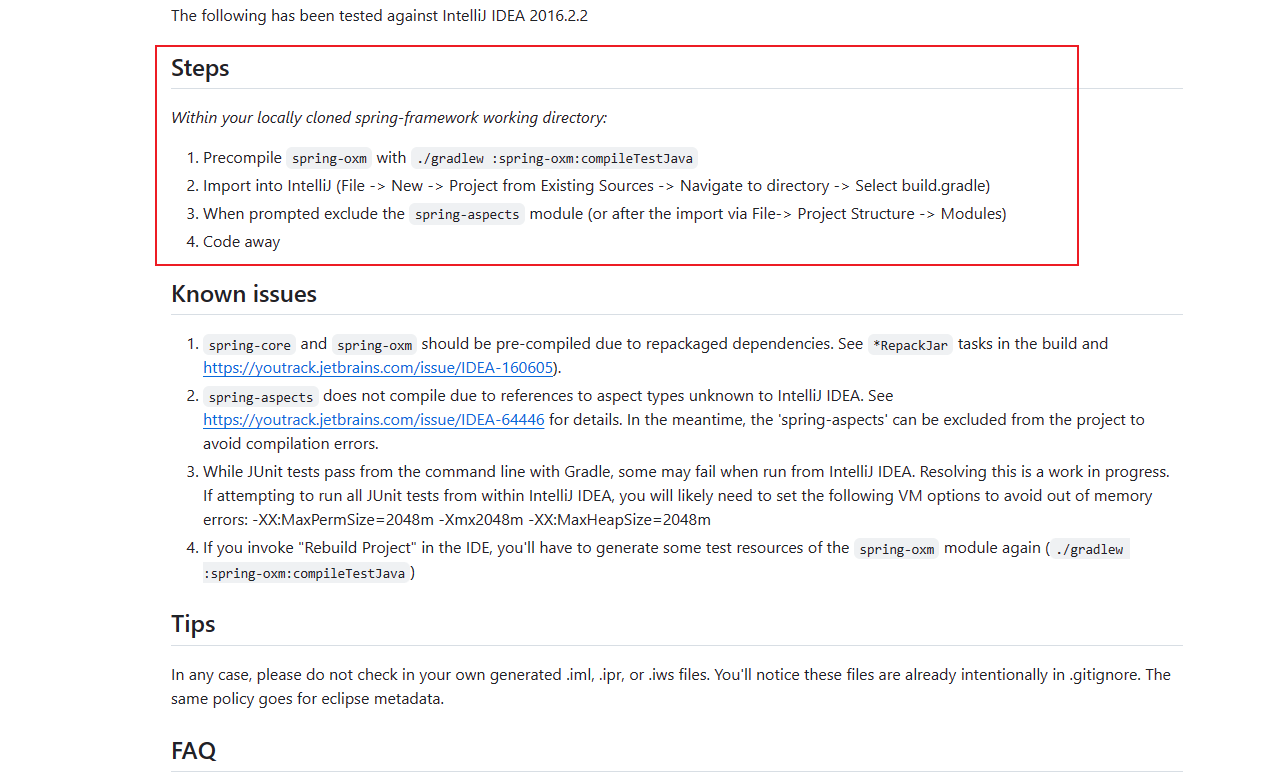 The following has been tested against IntelliJ IDEA 2016.2.2
Steps
Within your locally cloned spring-framework working directory:
1. Precompile spring-oxm with ./gradlew :spring-oxm:compileTestJava
2. Import into IntelliJ (File -> New -> Project from Existing Sources -> Navigate to directory -> Select build.gradle)
3. When prompted exclude the spring-aspects module (or after the import via File-> Project Structure -> Modules)
4. Code away
Known issues
1. spring-core and spring-oxm should be pre-compiled due to repackaged dependencies. See *RepackJar tasks in the build and
https://youtrack.jetbrains.com/issue/IDEA-160605).
2. spring-aspects does not compile due to references to aspect types unknown to IntelliJ IDEA. See
https://youtrack.jetbrains.com/issue/IDEA-64446 for details. In the meantime, the 'spring-aspects' can be excluded from the project to
avoid compilation errors.
3. While JUnit tests pass from the command line with Gradle, some may fail when run from IntelliJ IDEA. Resolving this is a work in progress.
If attempting to run all JUnit tests from within IntelliJ IDEA, you will likely need to set the following VM options to avoid out of memory
errors: -XX:MaxPermSize=2048m -Xmx2048m -XX:MaxHeapSize=2048m
4. If you invoke "Rebuild Project" in the IDE, you'll have to generate some test resources of the spring-oxm module again ( ./gradlew
:spring-oxm:compileTestJava )
Tips
In any case, please do not check in your own generated .iml, .ipr, or .iws files. You'll notice these files are already intentionally in .gitignore. The
same policy goes for eclipse metadata.
FAQ